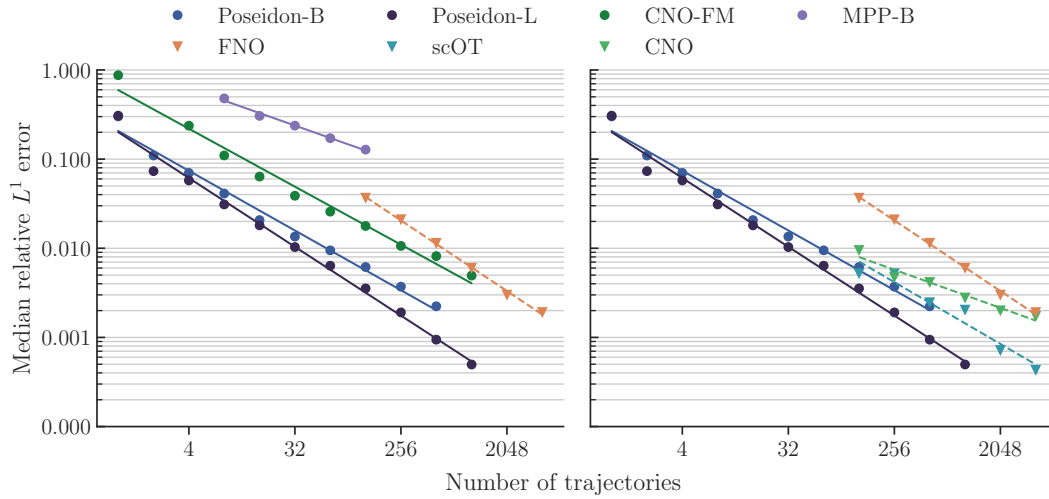 Poseidon-B Poseidon-L CNO-FM MPP-B
FNO scOT CNO
Median relative L¹ error
1.000
0.100
0.010
0.001
0.000
4 32 256 2048
4 32 256 2048
Number of trajectories